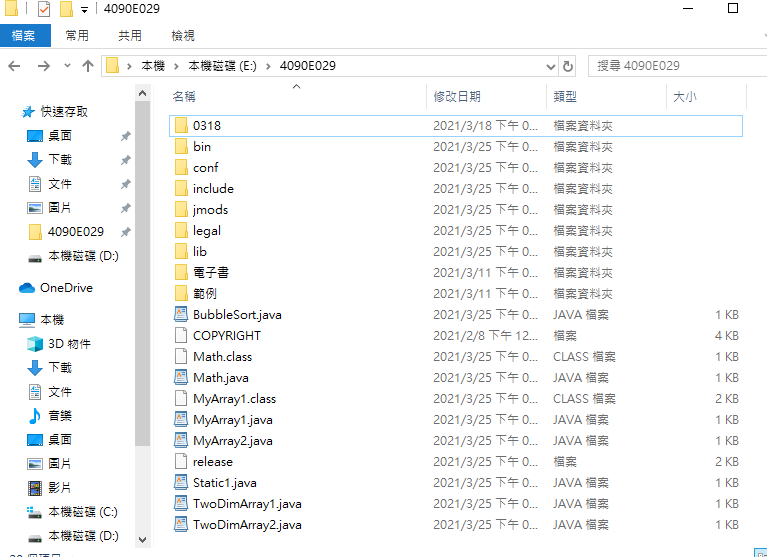 4090E029
檔案 常用 共用 檢視
本機 本機磁碟 (E:) 4090E029 搜尋 4090E029
名稱 修改日期 類型 大小
快速存取
桌面
下載
文件
圖片
4090E029
本機磁碟 (D:)
OneDrive
本機
3D 物件
下載
文件
音樂
桌面
圖片
影片
本機磁碟 (C:)
本機磁碟 (D:)
0318 2021/3/18 下午 0... 檔案資料夾
bin 2021/3/25 下午 0... 檔案資料夾
conf 2021/3/25 下午 0... 檔案資料夾
include 2021/3/25 下午 0... 檔案資料夾
jmods 2021/3/25 下午 0... 檔案資料夾
legal 2021/3/25 下午 0... 檔案資料夾
lib 2021/3/25 下午 0... 檔案資料夾
電子書 2021/3/11 下午 0... 檔案資料夾
範例 2021/3/11 下午 0... 檔案資料夾
BubbleSort.java 2021/3/25 下午 0... JAVA 檔案 1 KB
COPYRIGHT 2021/2/8 下午 12... 檔案 4 KB
Math.class 2021/3/25 下午 0... CLASS 檔案 1 KB
Math.java 2021/3/25 下午 0... JAVA 檔案 1 KB
MyArray1.class 2021/3/25 下午 0... CLASS 檔案 2 KB
MyArray1.java 2021/3/25 下午 0... JAVA 檔案 1 KB
MyArray2.java 2021/3/25 下午 0... JAVA 檔案 1 KB
release 2021/3/25 下午 0... 檔案 2 KB
Static1.java 2021/3/25 下午 0... JAVA 檔案 1 KB
TwoDimArray1.java 2021/3/25 下午 0... JAVA 檔案 1 KB
TwoDimArray2.java 2021/3/25 下午 0... JAVA 檔案 1 KB